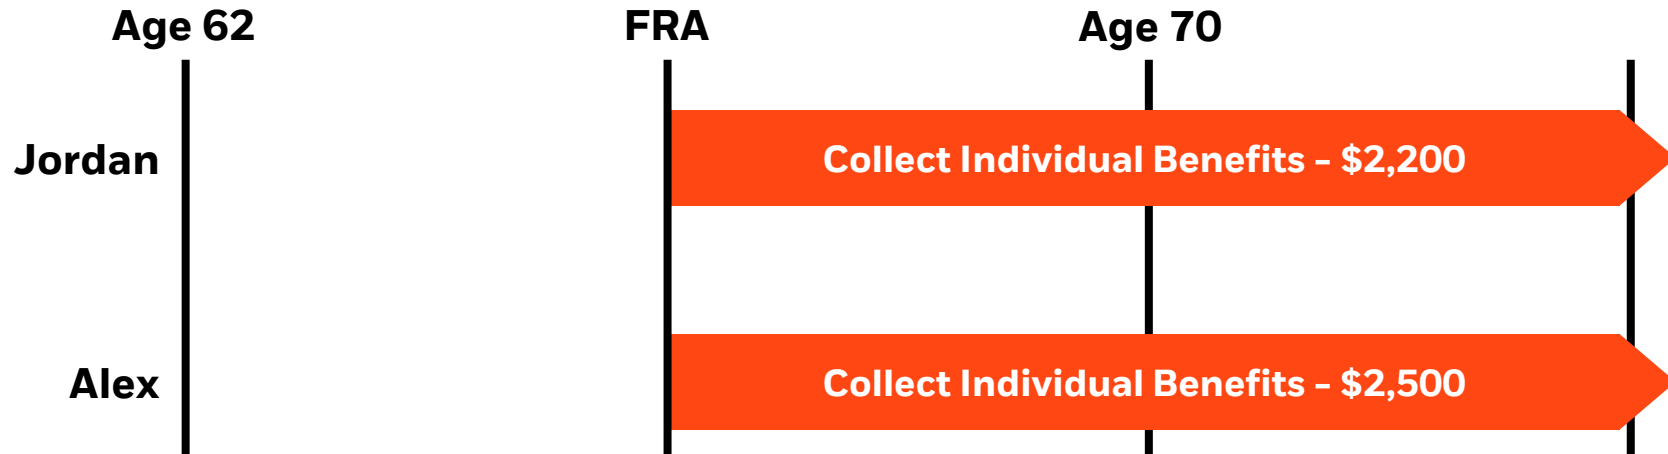 Age 62
FRA
Age 70
Jordan
Collect Individual Benefits – $2,200
Alex
Collect Individual Benefits – $2,500